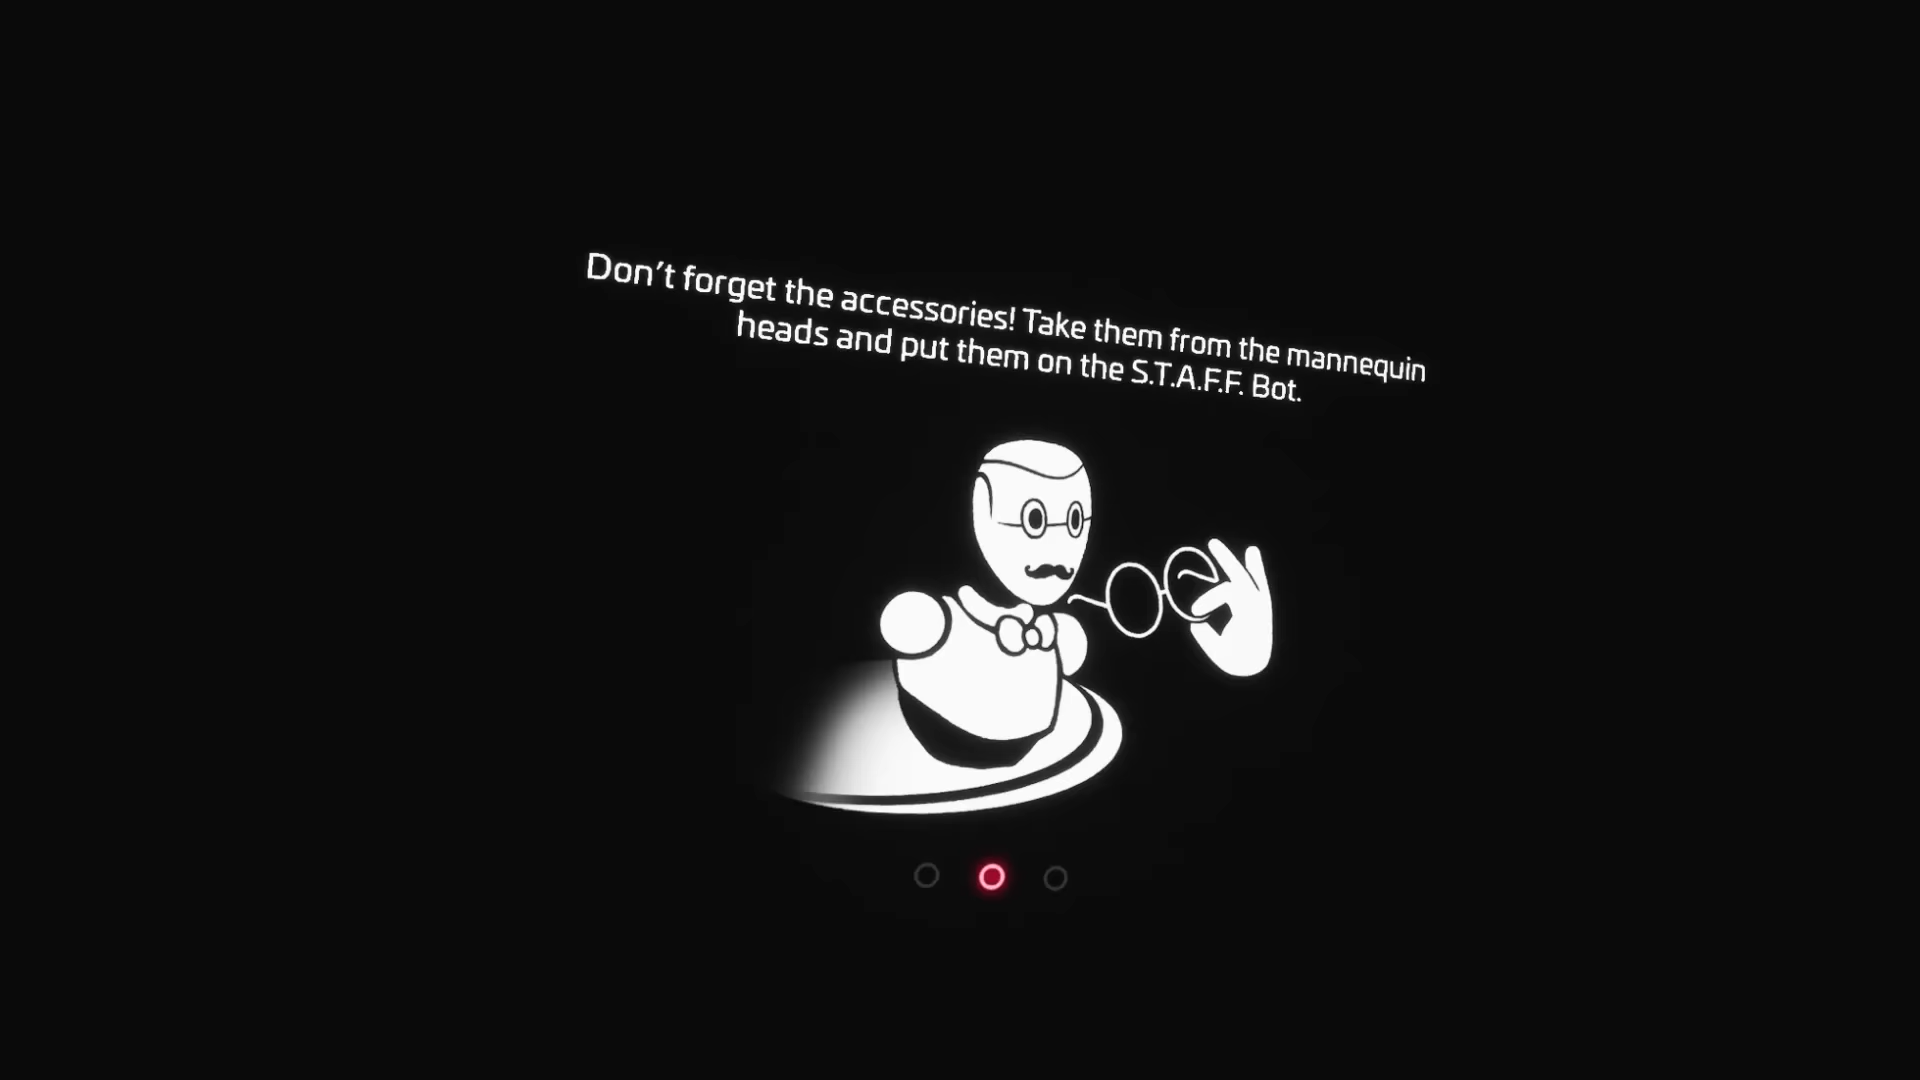 Don't forget the accessories! Take them from the mannequin
heads and put them on the S.T.A.F.F. Bot.